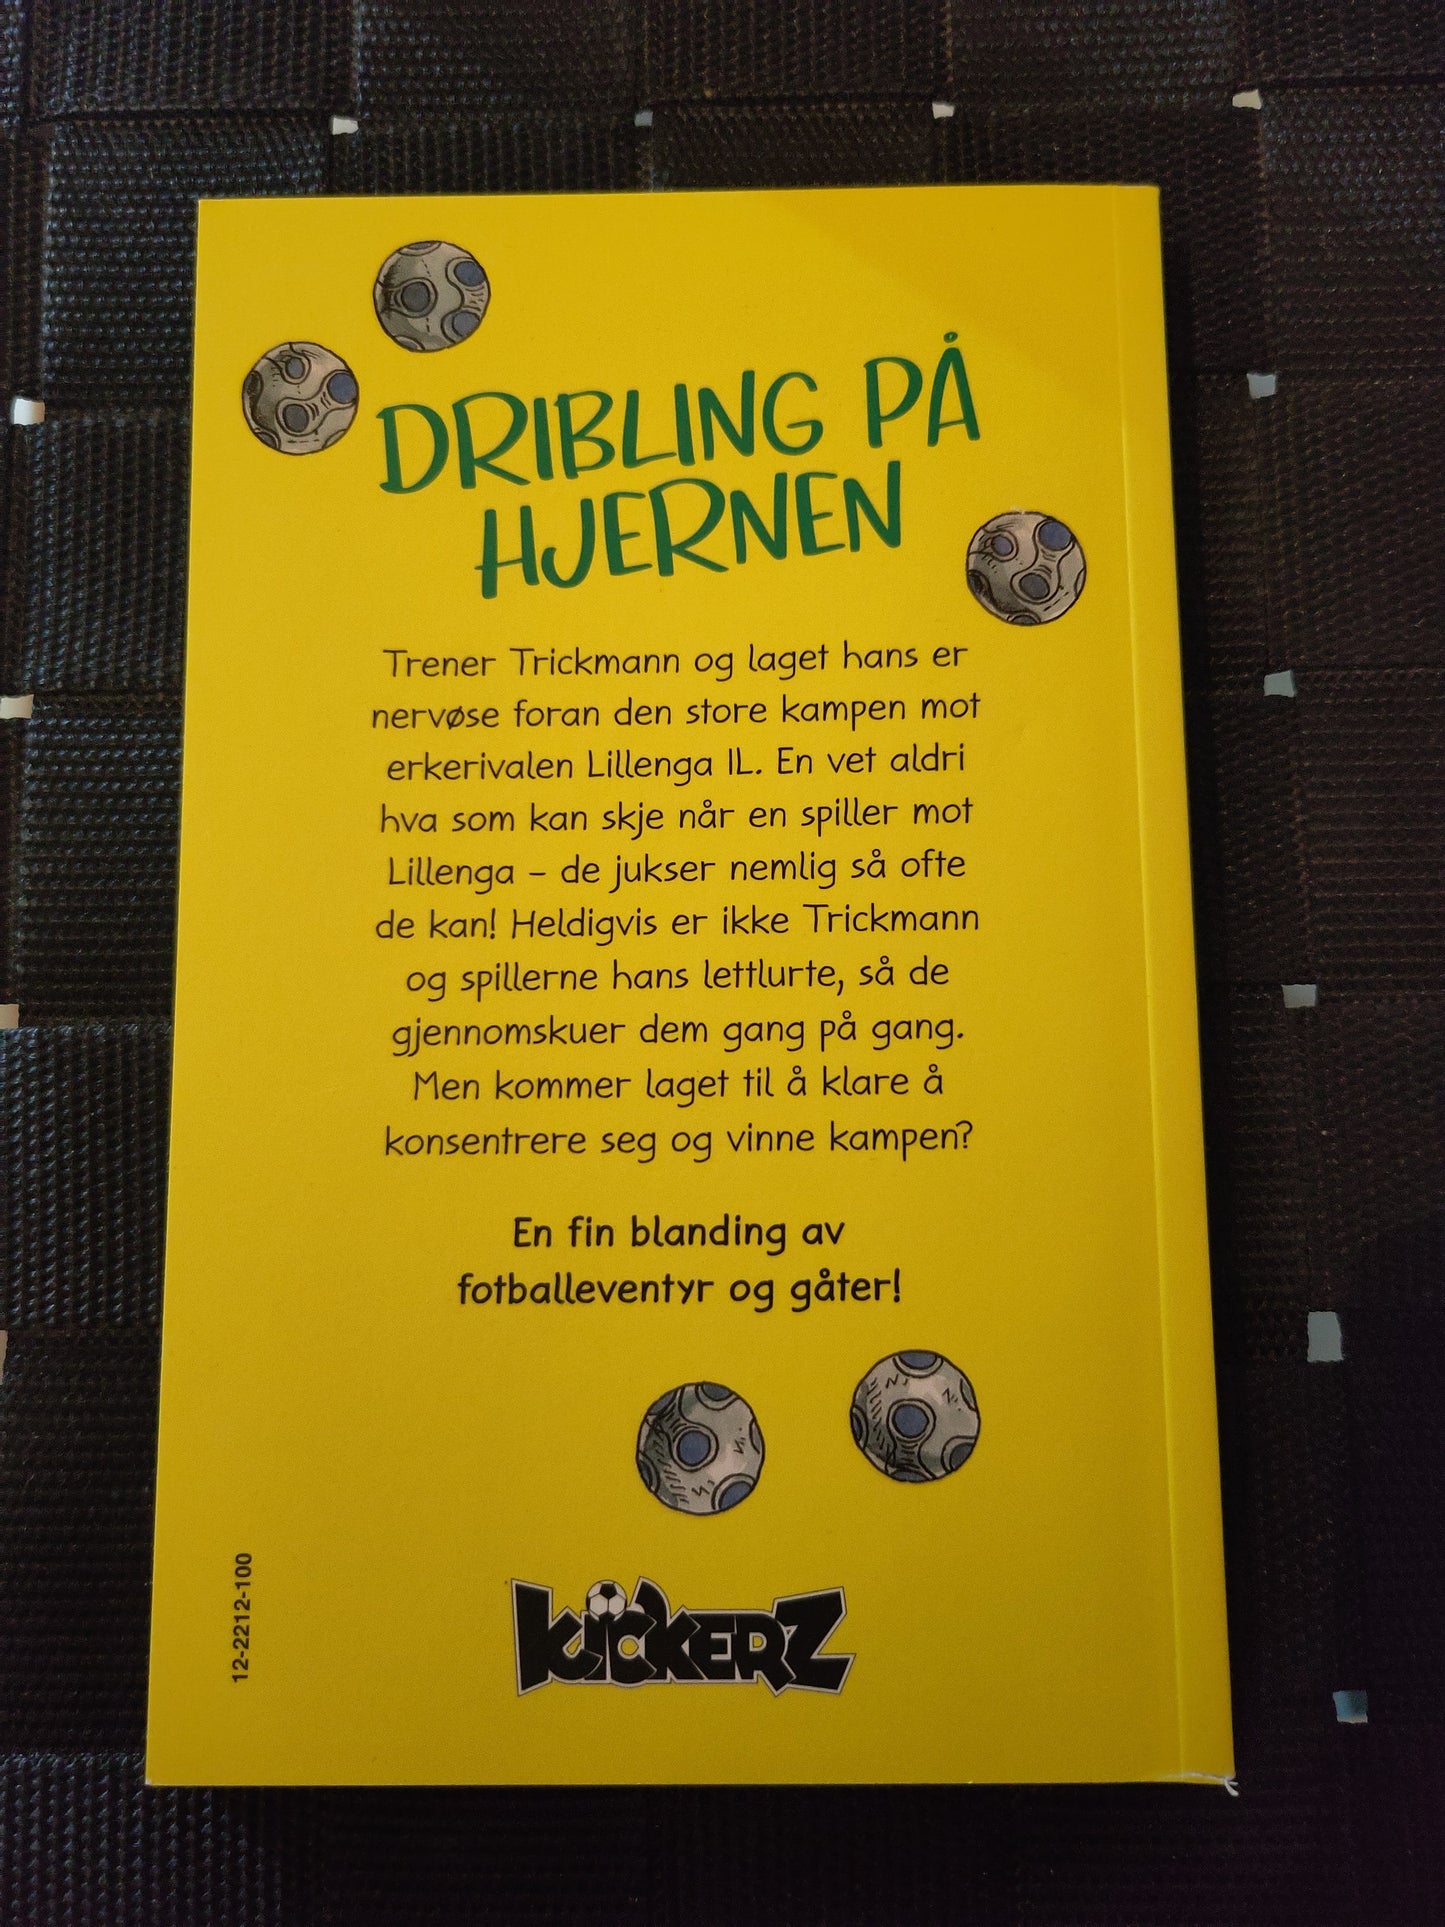 DRIBLING PÅ
HJERNEN
Trener Trickmann og laget hans er
nervøse foran den store kampen mot
erkerivalen Lillenga IL. En vet aldri
hva som kan skje når en spiller mot
Lillenga – de jukser nemlig så ofte
de kan! Heldigvis er ikke Trickmann
og spillerne hans lettlurte, så de
gjennomskuer dem gang på gang.
Men kommer laget til å klare å
konsentrere seg og vinne kampen?
En fin blanding av
fotballeventyr og gåter!
12-2212-100
KICKERZ